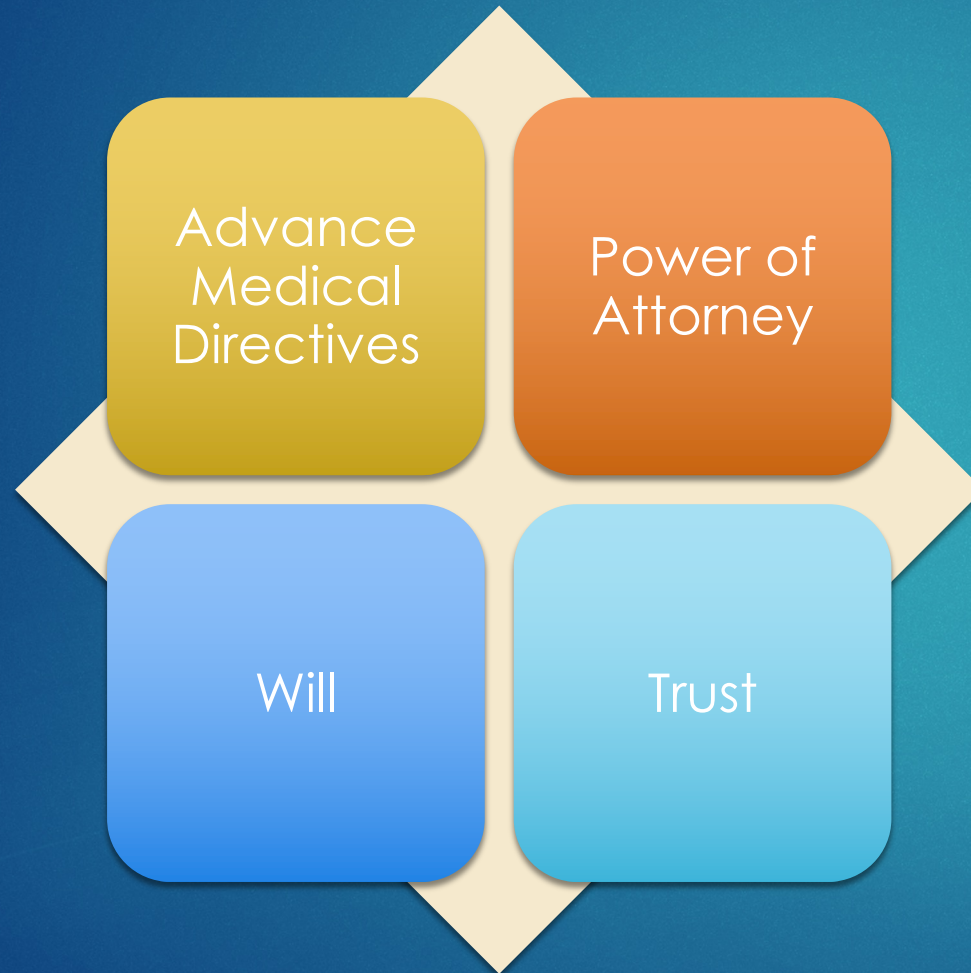 Advance
Medical
Directives
Power of
Attorney
Will
Trust